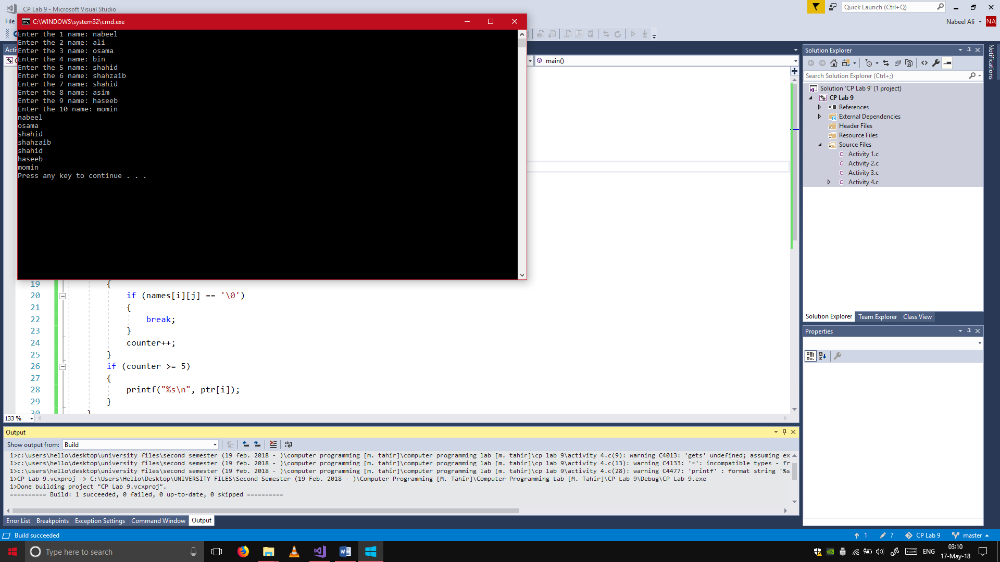 CP Lab 9 - Microsoft Visual Studio
Quick Launch (Ctrl+Q)
File
Nabeel Ali
NA
C:\WINDOWS\system32\cmd.exe
Enter the 1 name: nabeel
Enter the 2 name: ali
Enter the 3 name: osama
Enter the 4 name: bin
Enter the 5 name: shahid
Enter the 6 name: shahzaib
Enter the 7 name: shahid
Enter the 8 name: asim
Enter the 9 name: haseeb
Enter the 10 name: momin
nabeel
osama
shahid
shahzaib
shahid
haseeb
momin
Press any key to continue . . .
main()
19 {
20 if (names[i][j] == '\0')
21 {
22 break;
23 }
24 counter++;
25 }
26 if (counter >= 5)
27 {
28 printf("%s\n", ptr[i]);
29 }
30 }
133 %
Solution Explorer
Search Solution Explorer (Ctrl+;)
Solution 'CP Lab 9' (1 project)
CP Lab 9
References
External Dependencies
Header Files
Resource Files
Source Files
Activity 1.c
Activity 2.c
Activity 3.c
Activity 4.c
Solution Explorer Team Explorer Class View
Properties
Notifications
Output
Show output from: Build
1>c:\users\hello\desktop\university files\second semester (19 feb. 2018 - )\computer programming [m. tahir]\computer programming lab [m. tahir]\cp lab 9\activity 4.c(9): warning C4013: 'gets' undefined; assuming ex
1>c:\users\hello\desktop\university files\second semester (19 feb. 2018 - )\computer programming [m. tahir]\computer programming lab [m. tahir]\cp lab 9\activity 4.c(13): warning C4133: '=': incompatible types - fr
1>c:\users\hello\desktop\university files\second semester (19 feb. 2018 - )\computer programming [m. tahir]\computer programming lab [m. tahir]\cp lab 9\activity 4.c(28): warning C4477: 'printf' : format string '%s
1>CP Lab 9.vcxproj -> C:\Users\Hello\Desktop\UNIVERSITY FILES\Second Semester (19 Feb. 2018 - )\Computer Programming [M. Tahir]\Computer Programming Lab [M. Tahir]\CP Lab 9\Debug\CP Lab 9.exe
1>Done building project "CP Lab 9.vcxproj".
========== Build: 1 succeeded, 0 failed, 0 up-to-date, 0 skipped ==========
Error List Breakpoints Exception Settings Command Window Output
Build succeeded
1 7 CP Lab 9 master
Type here to search
ENG
03:10
17-May-18